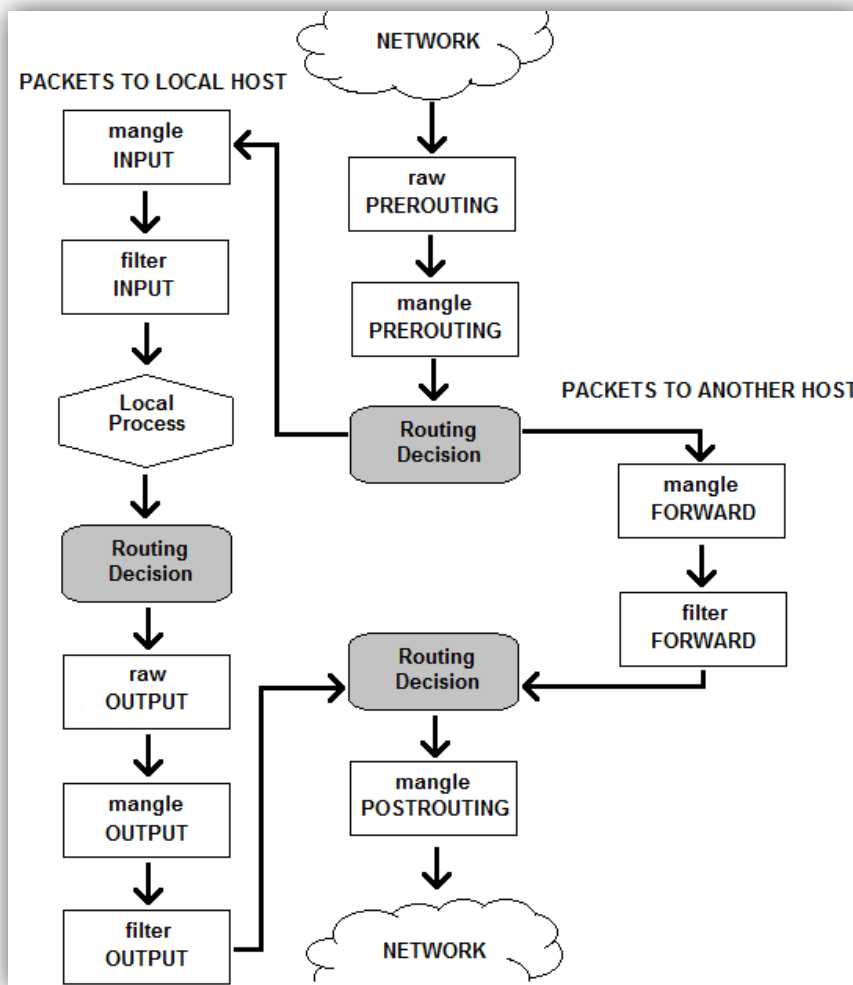 NETWORK
PACKETS TO LOCAL HOST
mangle
INPUT
raw
PREROUTING
filter
INPUT
mangle
PREROUTING
PACKETS TO ANOTHER HOST
Local
Process
Routing
Decision
mangle
FORWARD
Routing
Decision
filter
FORWARD
Routing
Decision
raw
OUTPUT
mangle
POSTROUTING
mangle
OUTPUT
filter
OUTPUT
NETWORK